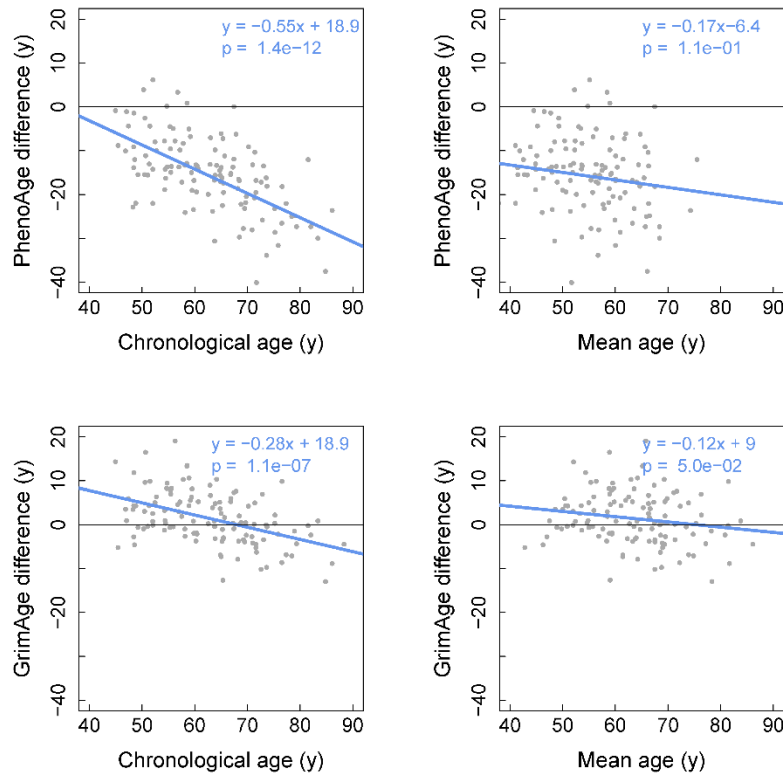 y = −0.55x + 18.9
p = 1.4e−12
PhenoAge difference (y)
20
0
−20
−40
40 50 60 70 80 90
Chronological age (y)
y = −0.17x−6.4
p = 1.1e−01
PhenoAge difference (y)
20
0
−20
−40
40 50 60 70 80 90
Mean age (y)
y = −0.28x + 18.9
p = 1.1e−07
GrimAge difference (y)
20
0
−20
−40
40 50 60 70 80 90
Chronological age (y)
y = −0.12x + 9
p = 5.0e−02
GrimAge difference (y)
20
0
−20
−40
40 50 60 70 80 90
Mean age (y)